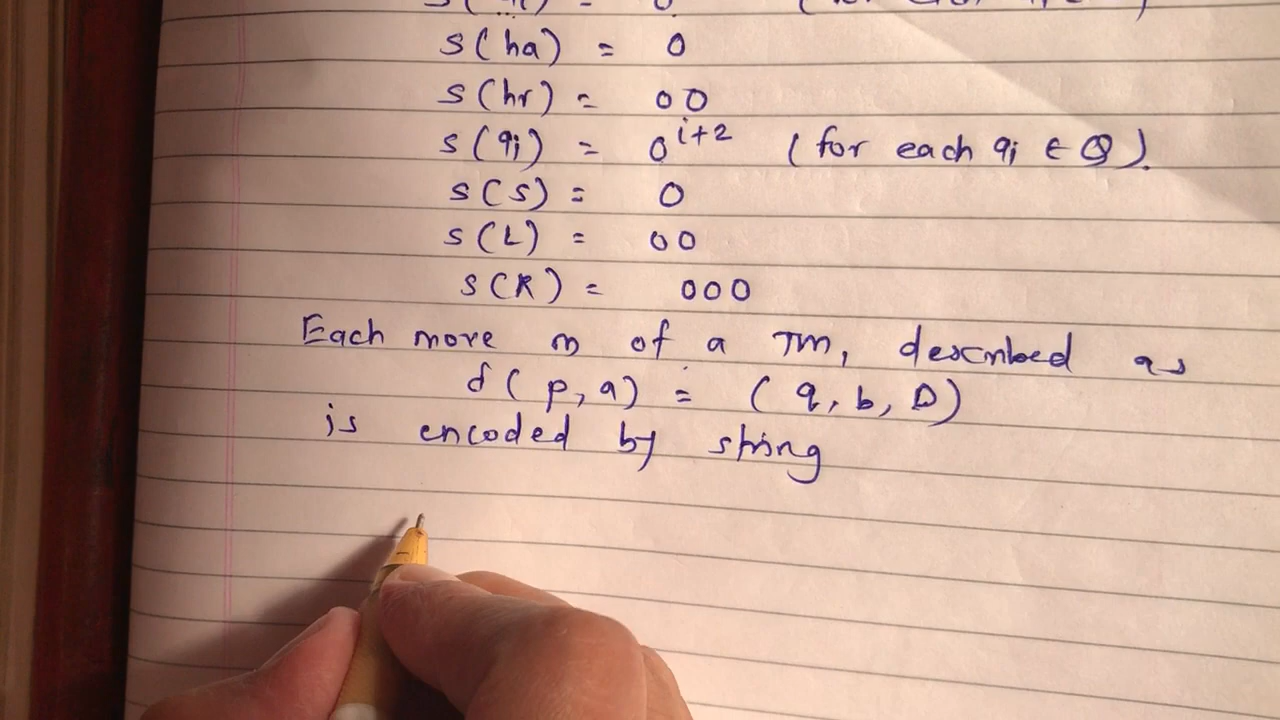 s(ha) = 0
s(hr) = 00
s(qi) = 0^{i+2} (for each qi ∈ Q).
s(S) = 0
s(L) = 00
s(R) = 000
Each move m of a TM, described as
δ(p, a) = (q, b, D)
is encoded by string